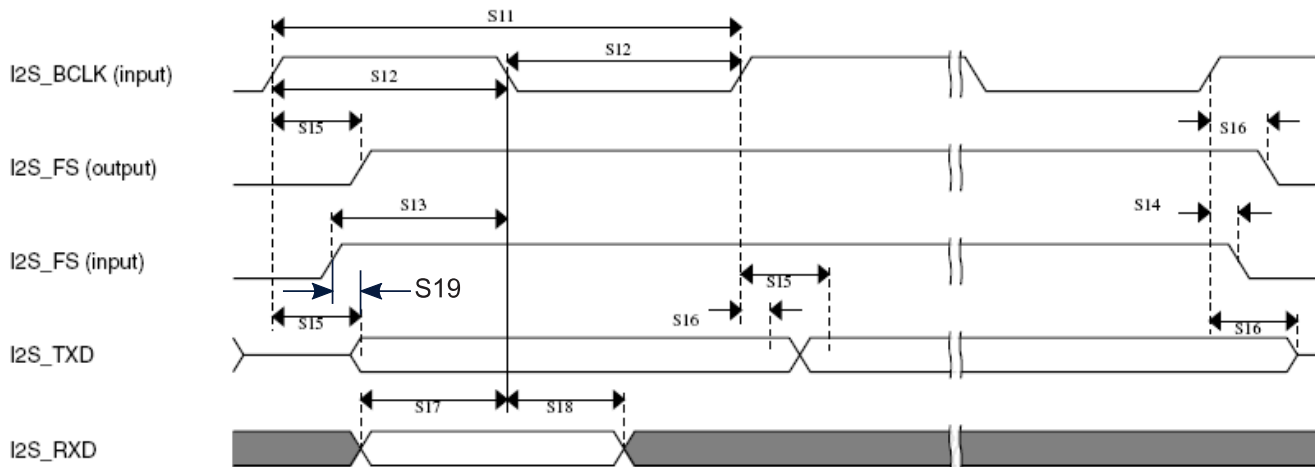 S11
I2S_BCLK (input)
S12
S12
S15
S16
I2S_FS (output)
S13
S14
I2S_FS (input)
S15
S19
S15
S16
S16
I2S_TXD
S17
S18
I2S_RXD